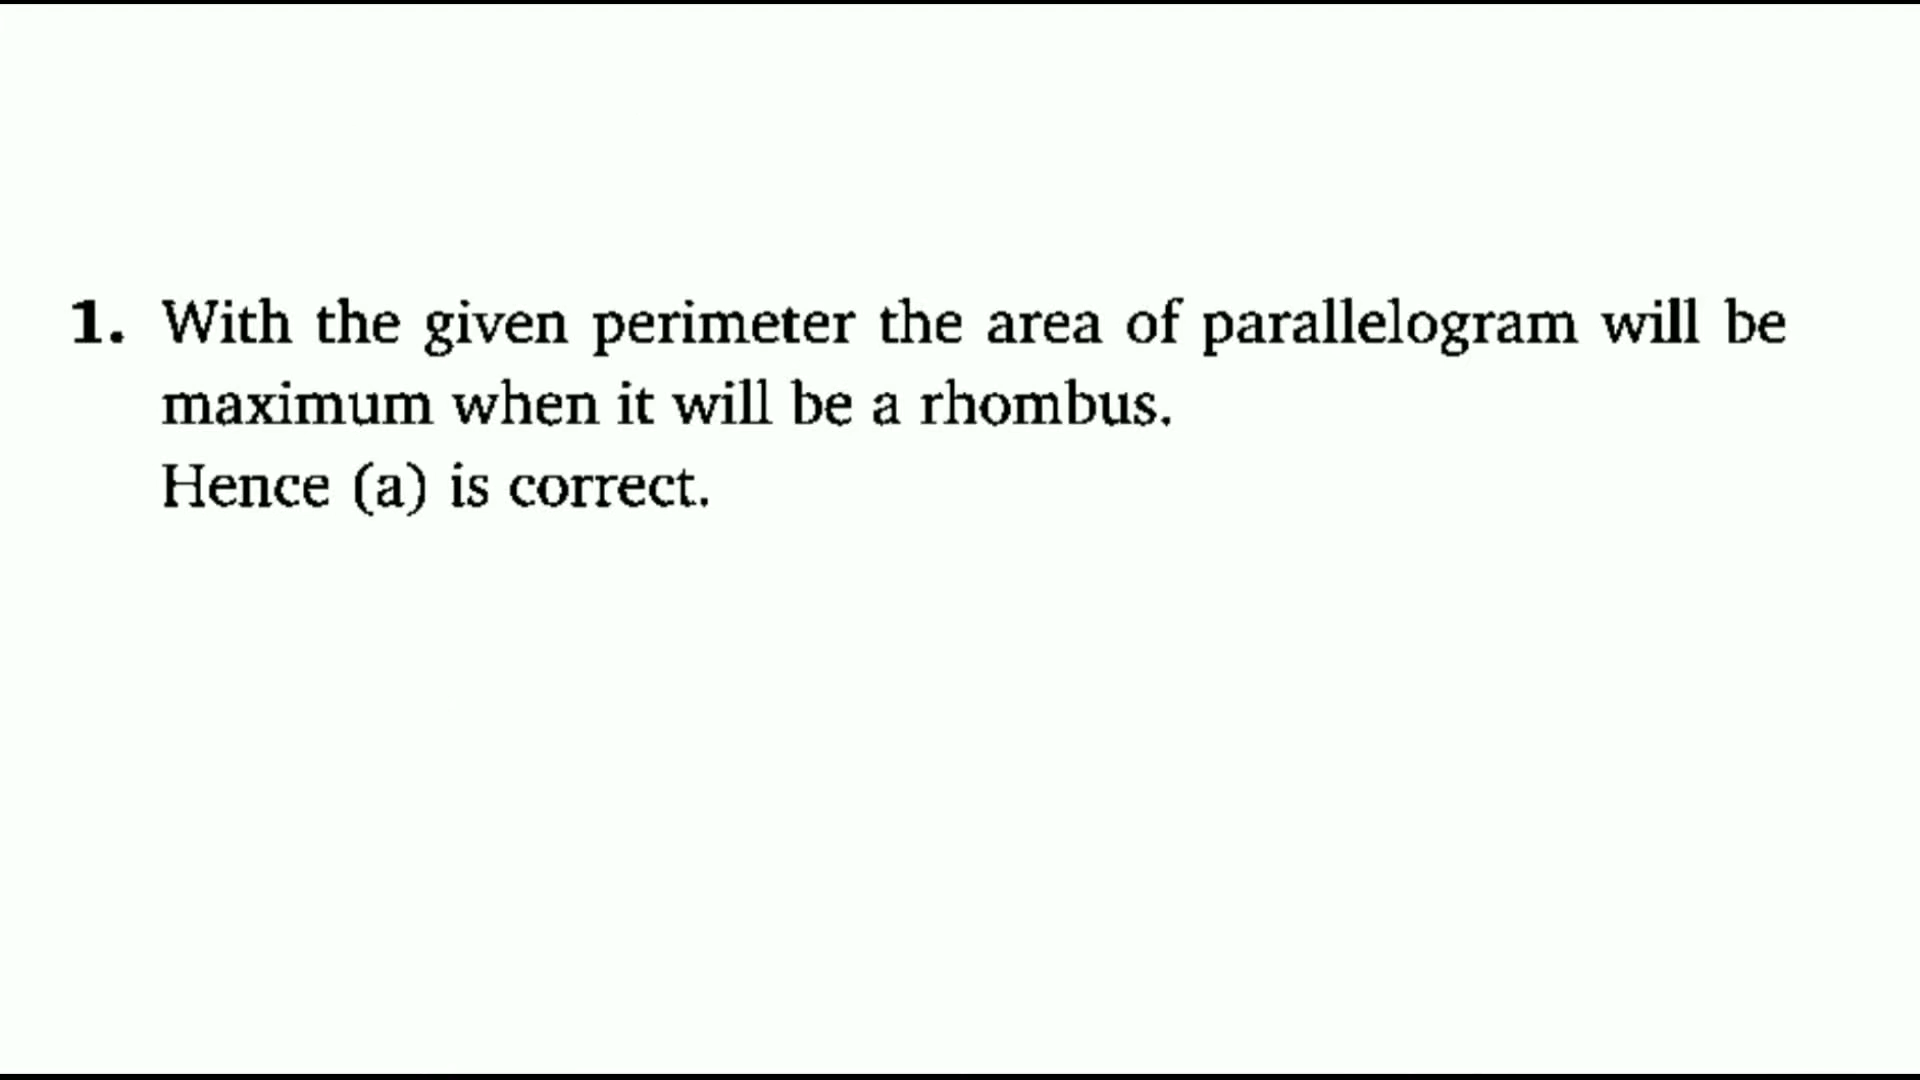 1. With the given perimeter the area of parallelogram will be
maximum when it will be a rhombus.
Hence (a) is correct.